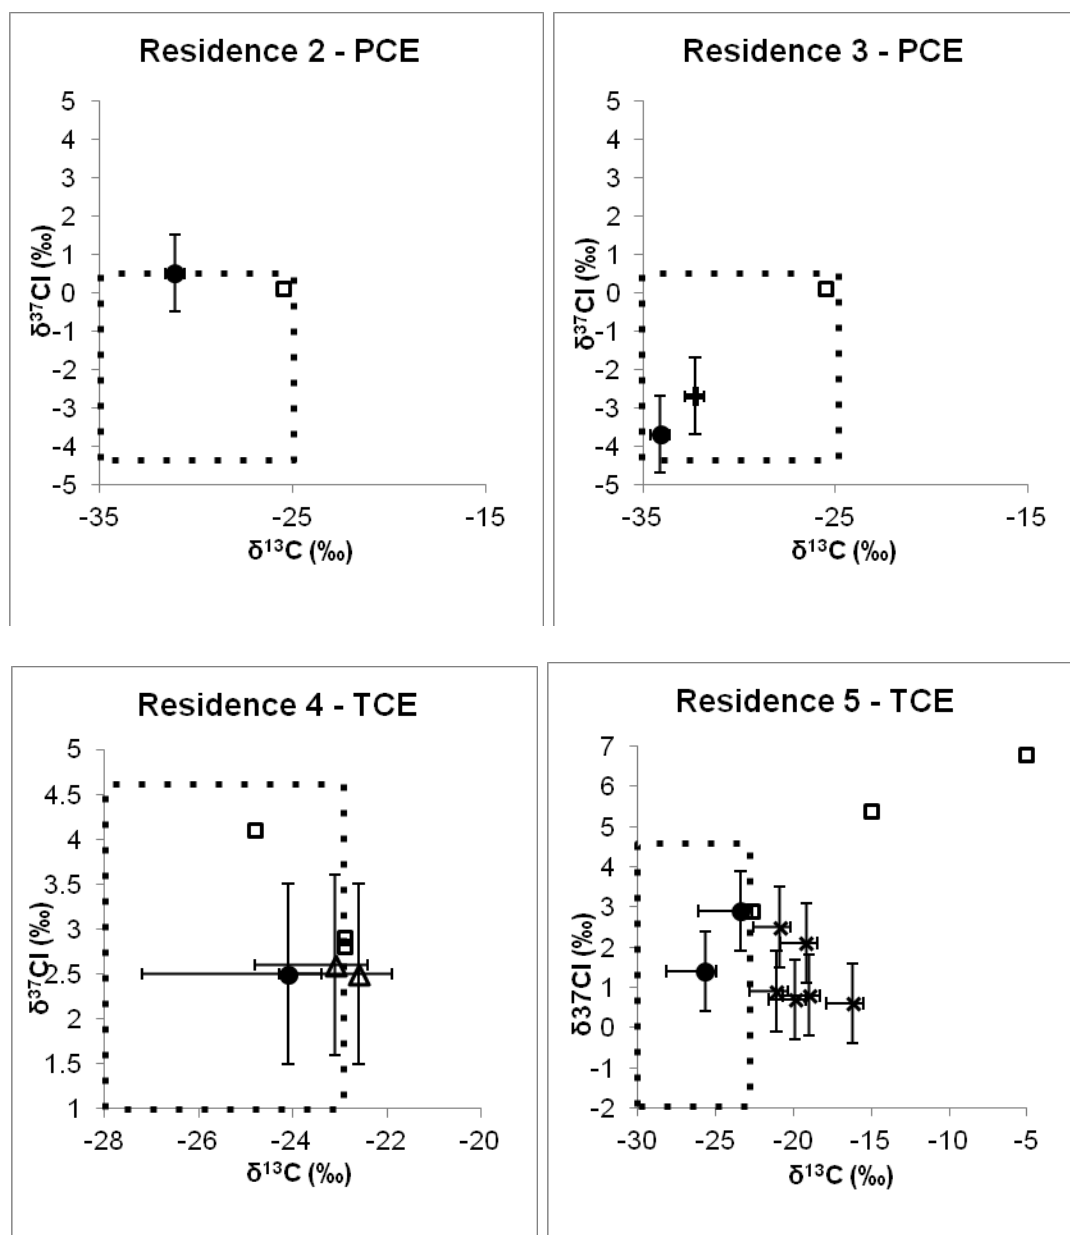 Residence 2 - PCE
5
4
3
2
1
0
-1
-2
-3
-4
-5
δ³⁷Cl (‰)
-35 -25 -15
δ¹³C (‰)
Residence 3 - PCE
5
4
3
2
1
0
-1
-2
-3
-4
-5
δ³⁷Cl (‰)
-35 -25 -15
δ¹³C (‰)
Residence 4 - TCE
5
4.5
4
3.5
3
2.5
2
1.5
1
δ³⁷Cl (‰)
-28 -26 -24 -22 -20
δ¹³C (‰)
Residence 5 - TCE
7
6
5
4
3
2
1
0
-1
-2
δ37Cl (‰)
-30 -25 -20 -15 -10 -5
δ¹³C (‰)